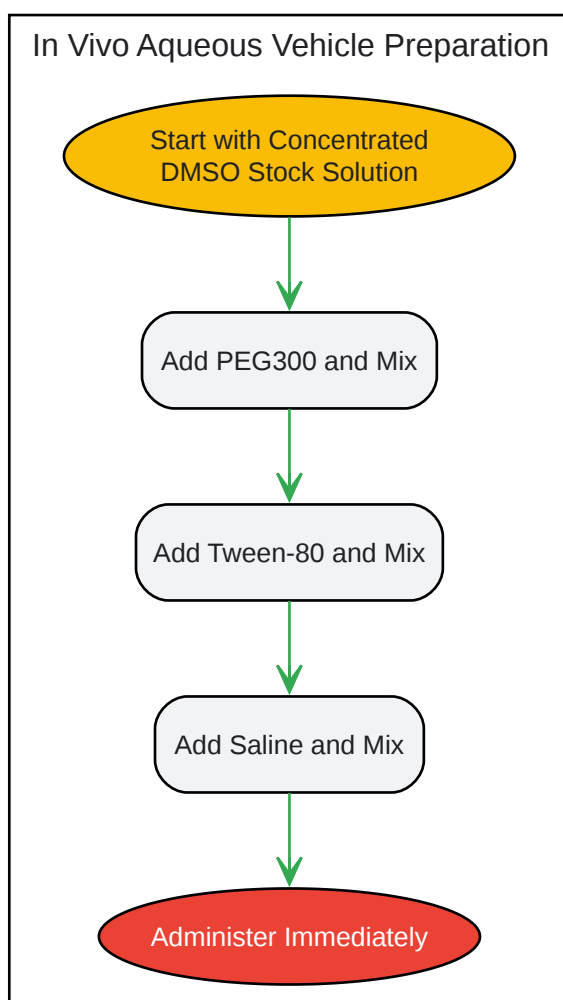 In Vivo Aqueous Vehicle Preparation
Start with Concentrated
DMSO Stock Solution
Add PEG300 and Mix
Add Tween-80 and Mix
Add Saline and Mix
Administer Immediately